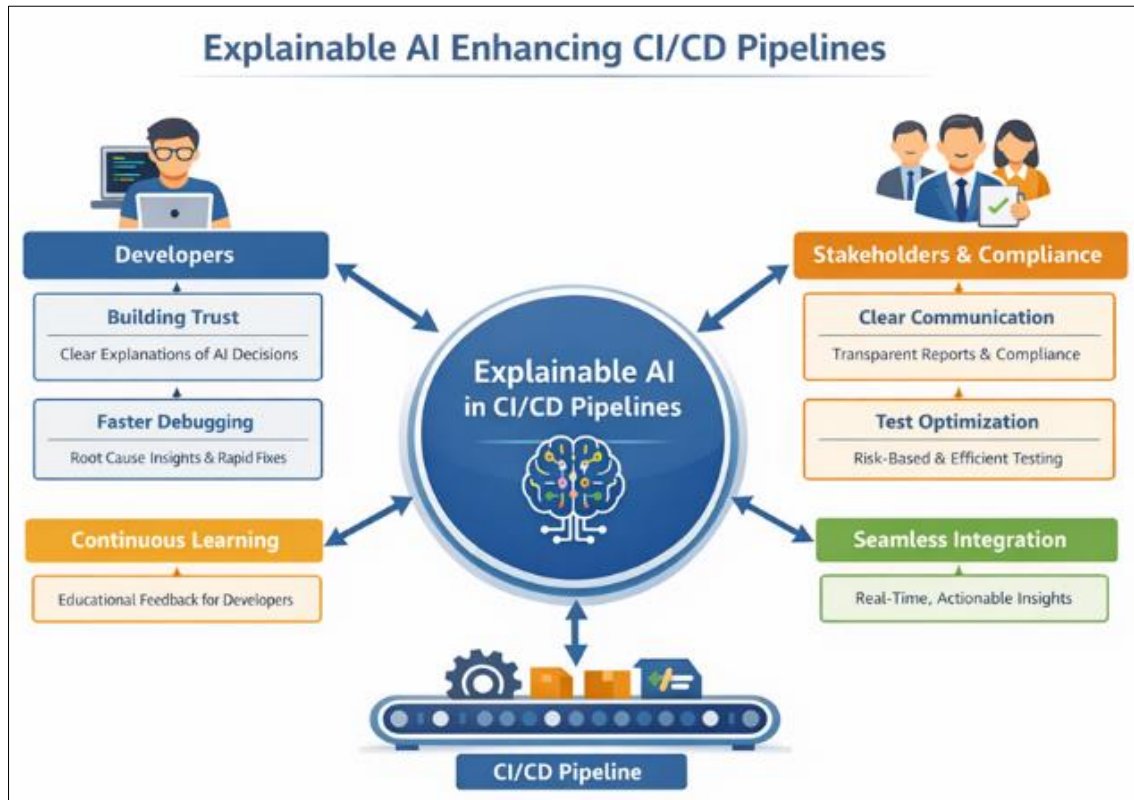 Explainable AI Enhancing CI/CD Pipelines
Developers
Building Trust
Clear Explanations of AI Decisions
Faster Debugging
Root Cause Insights & Rapid Fixes
Continuous Learning
Educational Feedback for Developers
Explainable AI
in CI/CD Pipelines
Stakeholders & Compliance
Clear Communication
Transparent Reports & Compliance
Test Optimization
Risk-Based & Efficient Testing
Seamless Integration
Real-Time, Actionable Insights
CI/CD Pipeline